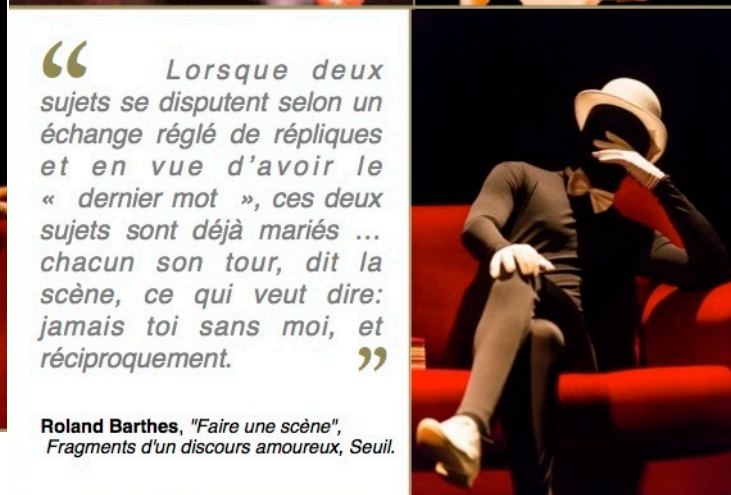 “ Lorsque deux
sujets se disputent selon un
échange réglé de répliques
et en vue d’avoir le
« dernier mot », ces deux
sujets sont déjà mariés ...
chacun son tour, dit la
scène, ce qui veut dire:
jamais toi sans moi, et
réciproquement. ”
Roland Barthes, "Faire une scène",
Fragments d'un discours amoureux, Seuil.